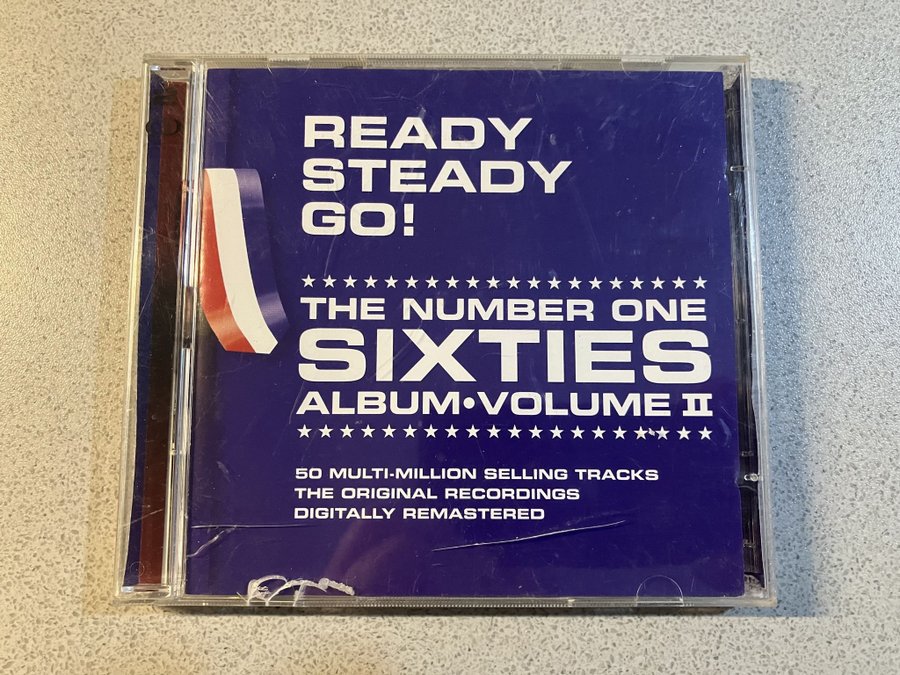 READY
STEADY
GO!
THE NUMBER ONE
SIXTIES
ALBUM•VOLUME II
50 MULTI-MILLION SELLING TRACKS
THE ORIGINAL RECORDINGS
DIGITALLY REMASTERED